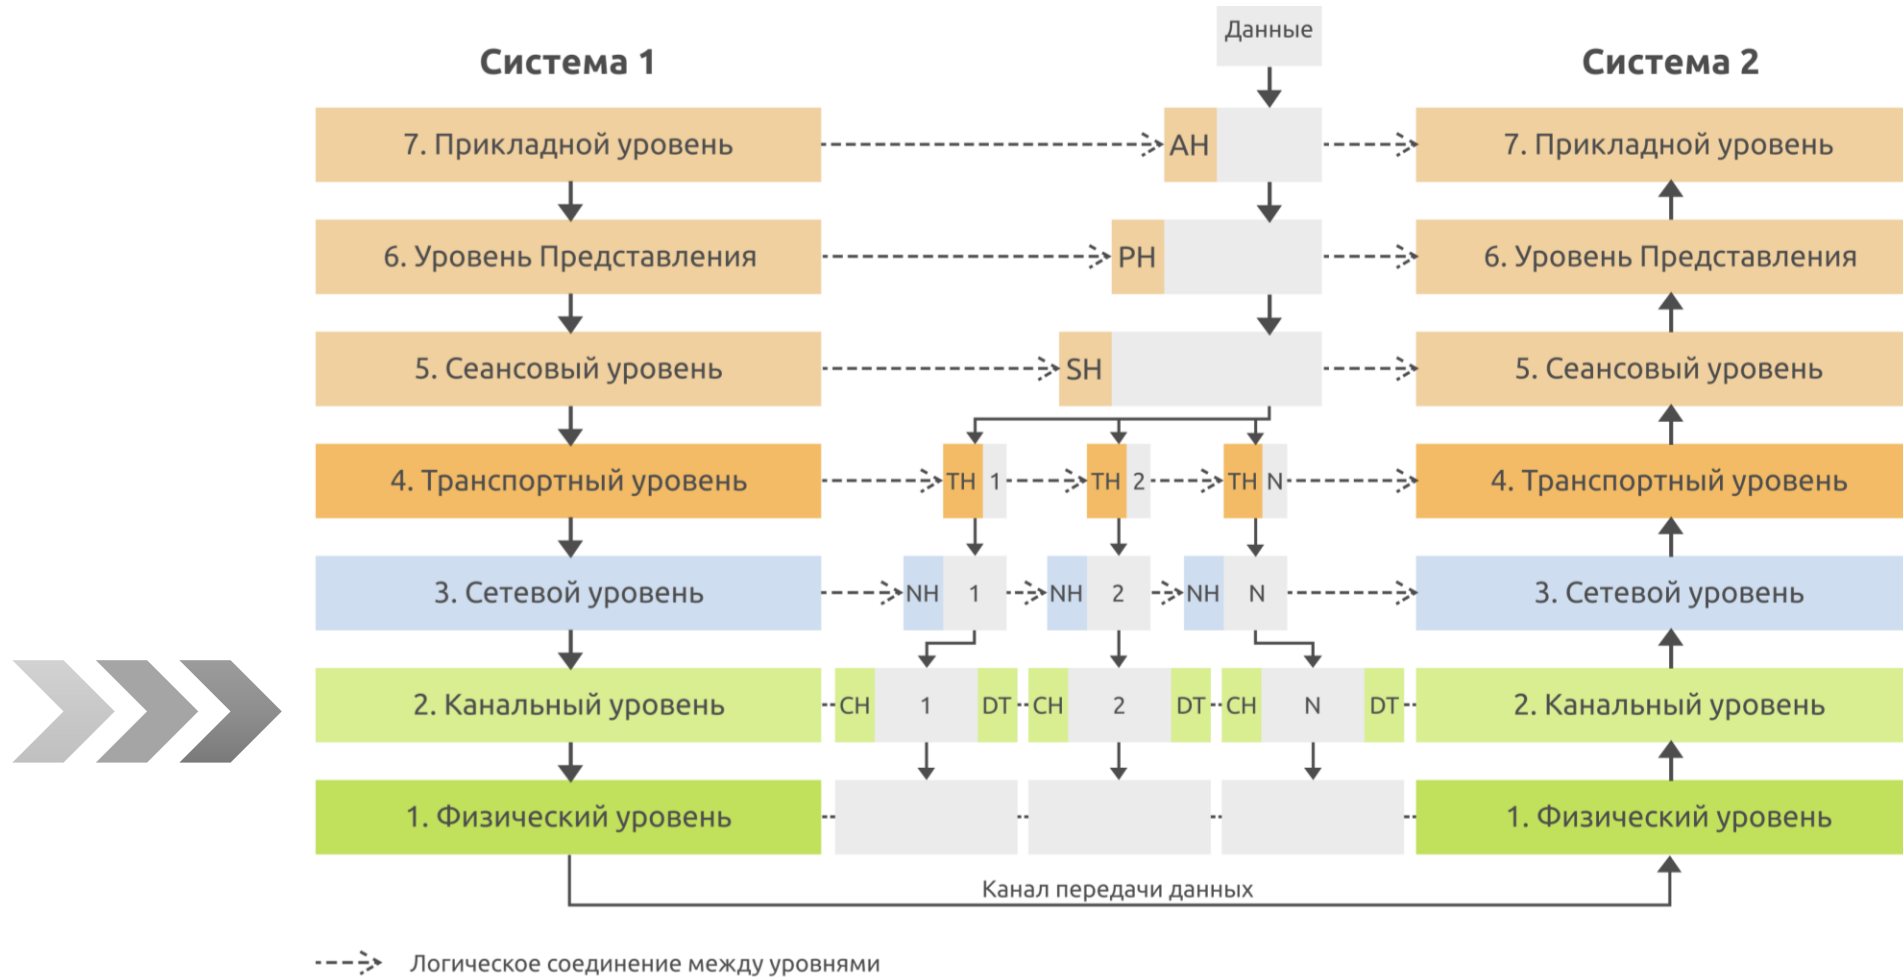 Данные
Система 1
Система 2
7. Прикладной уровень
AH
7. Прикладной уровень
6. Уровень Представления
PH
6. Уровень Представления
5. Сеансовый уровень
SH
5. Сеансовый уровень
4. Транспортный уровень
TH 1
TH 2
TH N
4. Транспортный уровень
3. Сетевой уровень
NH 1
NH 2
NH N
3. Сетевой уровень
2. Канальный уровень
CH 1 DT
CH 2 DT
CH N DT
2. Канальный уровень
1. Физический уровень
1. Физический уровень
Канал передачи данных
Логическое соединение между уровнями